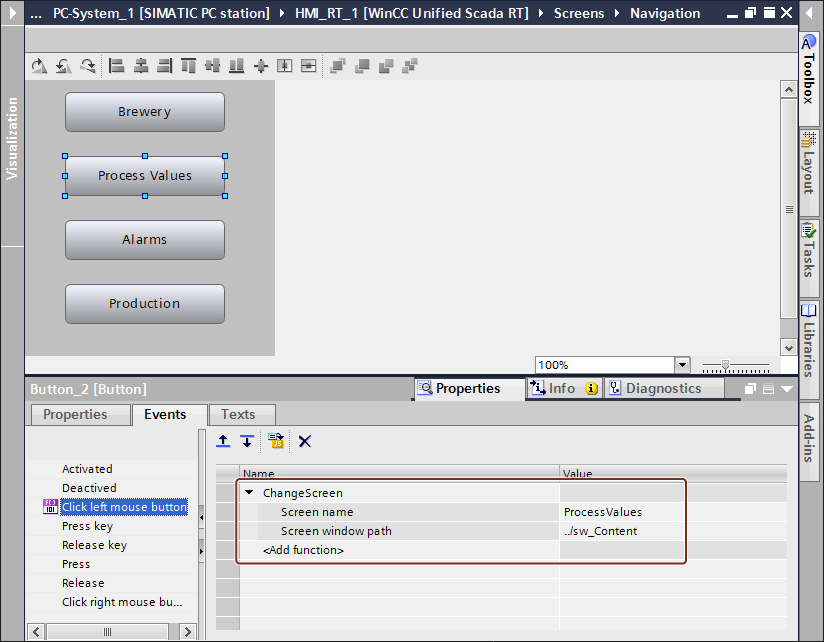 ... PC-System_1 [SIMATIC PC station] HMI_RT_1 [WinCC Unified Scada RT] Screens Navigation
Visualization
Toolbox
Layout
Tasks
Libraries
Add-ins
Brewery
Process Values
Alarms
Production
100%
Button_2 [Button]
Properties
Info
Diagnostics
Properties
Events
Texts
Activated
Deactived
Click left mouse button
Press key
Release key
Press
Release
Click right mouse bu...
Name Value
ChangeScreen
Screen name ProcessValues
Screen window path ../sw_Content
<Add function>